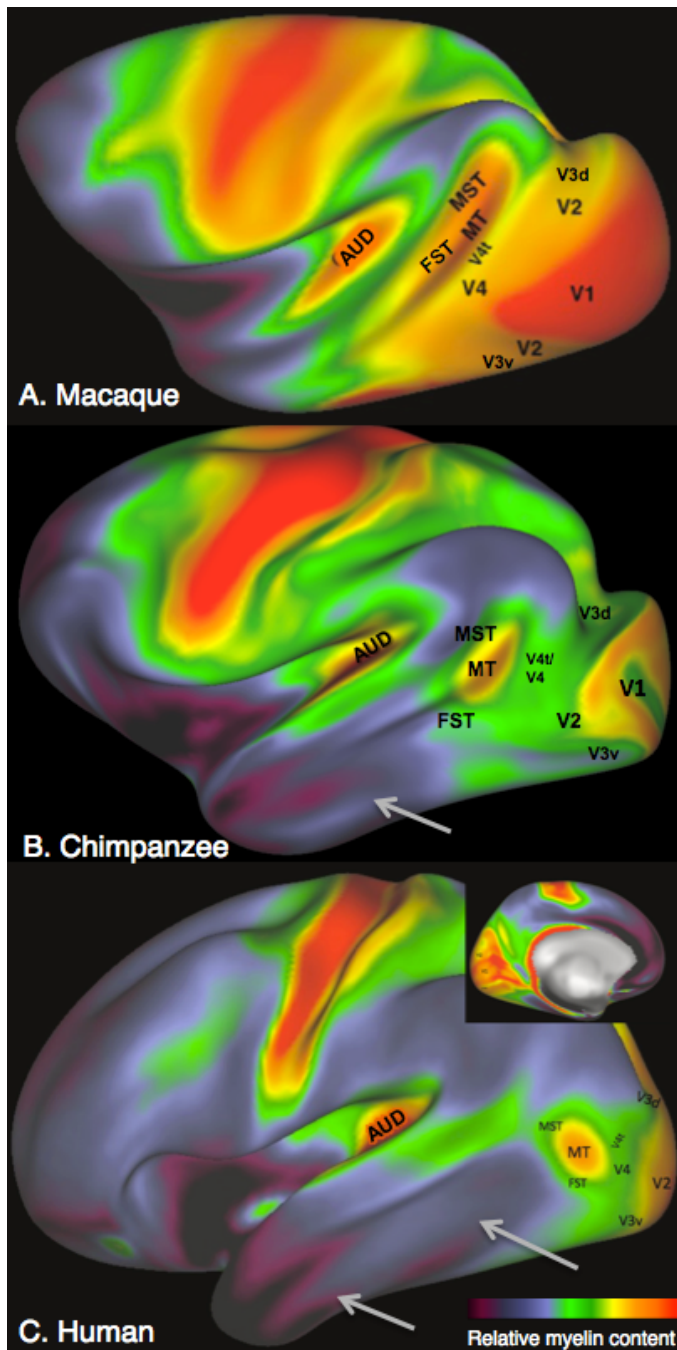 V3d
MST
V2
AUD
MT
FST
V4t
V4
V1
V2
V3v
A. Macaque
V3d
MST
AUD
V4t/
V4
MT
V1
FST
V2
V3v
B. Chimpanzee
V3d
AUD
MST
V4t
MT
V4
FST
V2
V3v
C. Human
Relative myelin content